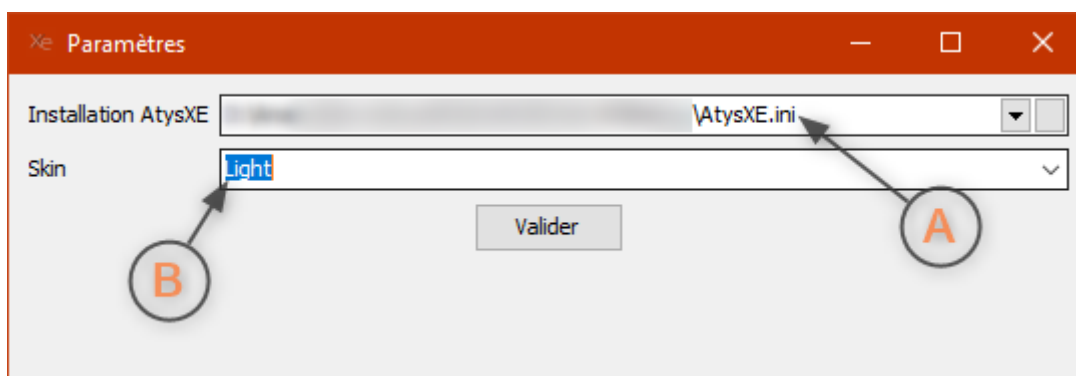 Xe Paramètres
Installation AtysXE \AtysXE.ini
Skin Light
Valider
A
B